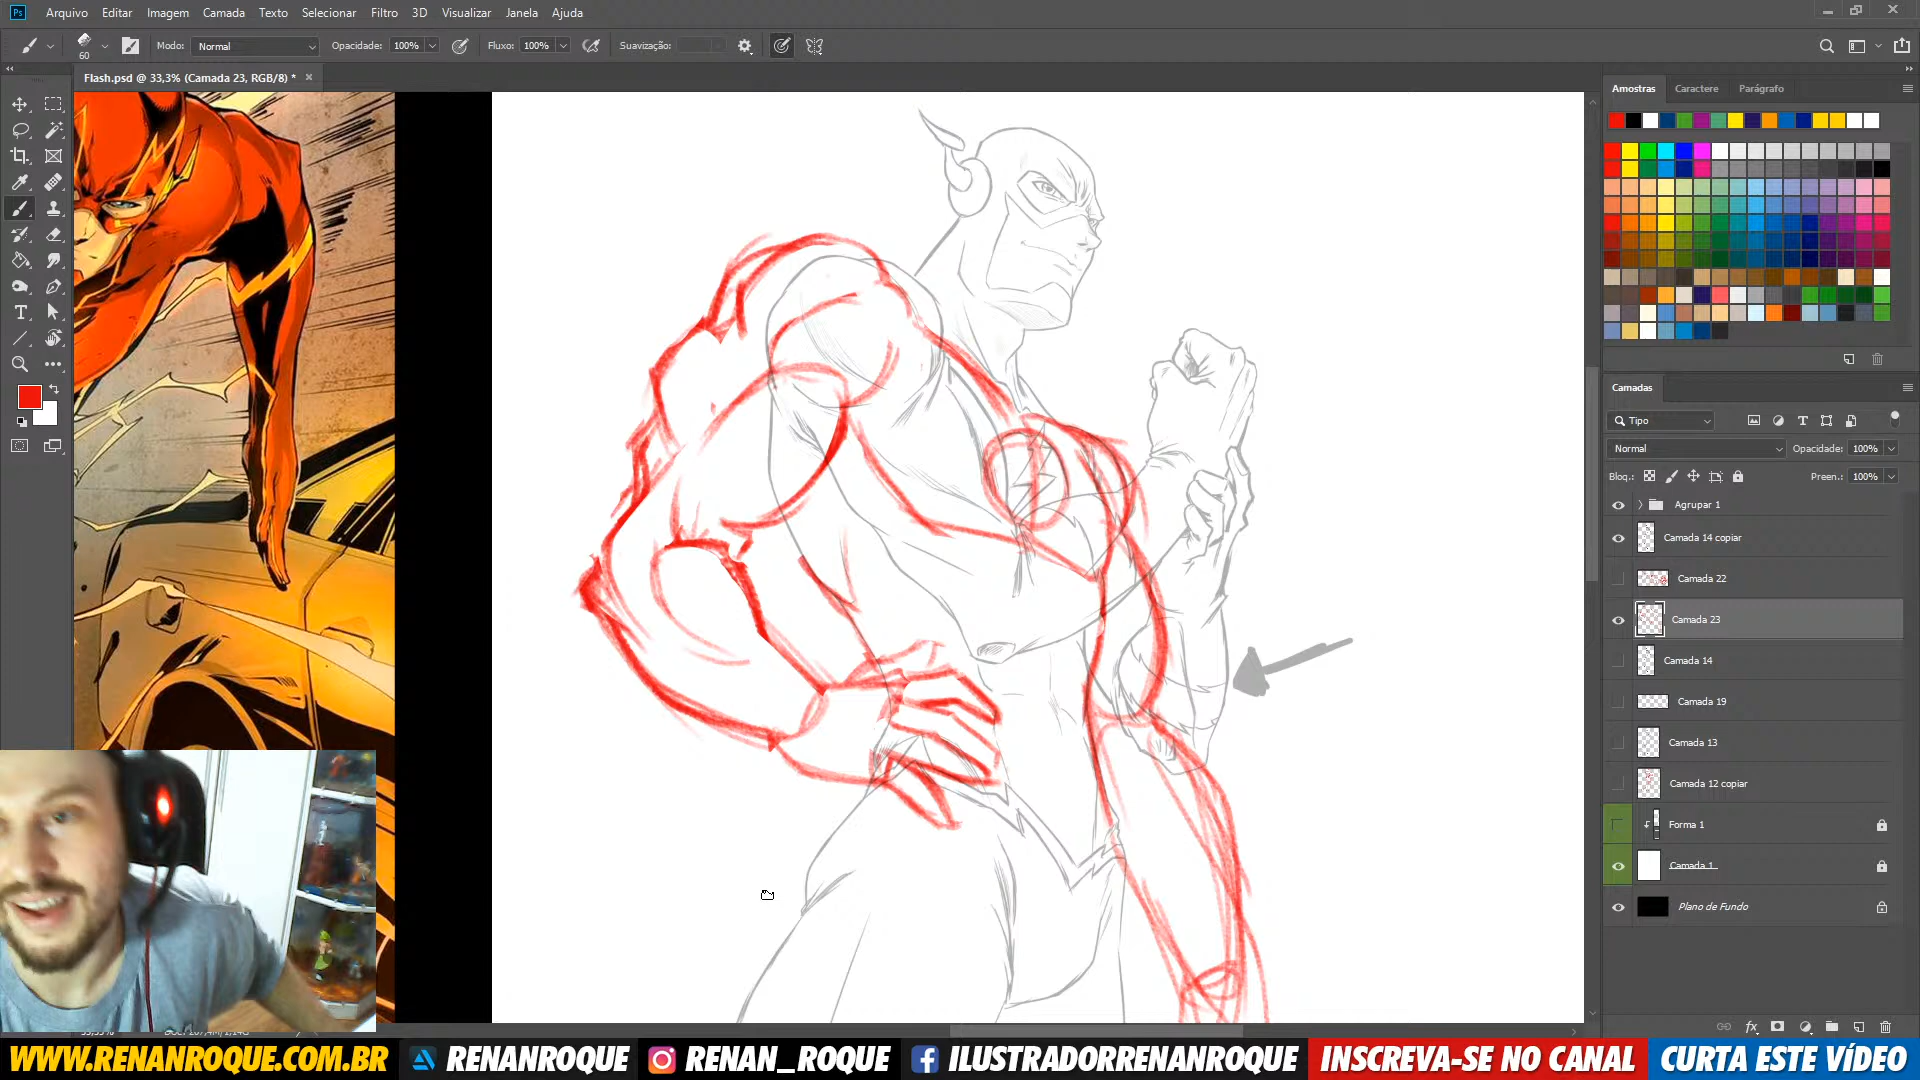 Ps Arquivo Editar Imagem Camada Texto Selecionar Filtro 3D Visualizar Janela Ajuda
60 Modo: Normal Opacidade: 100% Fluxo: 100% Suavização:
Flash.psd @ 33,3% (Camada 23, RGB/8) * ×
Amostras Caractere Parágrafo
Camadas
Tipo
Normal Opacidade: 100%
Bloq.: Preen.: 100%
Agrupar 1
Camada 14 copiar
Camada 22
Camada 23
Camada 14
Camada 19
Camada 13
Camada 12 copiar
Forma 1
Camada 1
Plano de Fundo
fx
WWW.RENANROQUE.COM.BR RENANROQUE RENAN_ROQUE ILUSTRADORRENANROQUE INSCREVA-SE NO CANAL CURTA ESTE VÍDEO